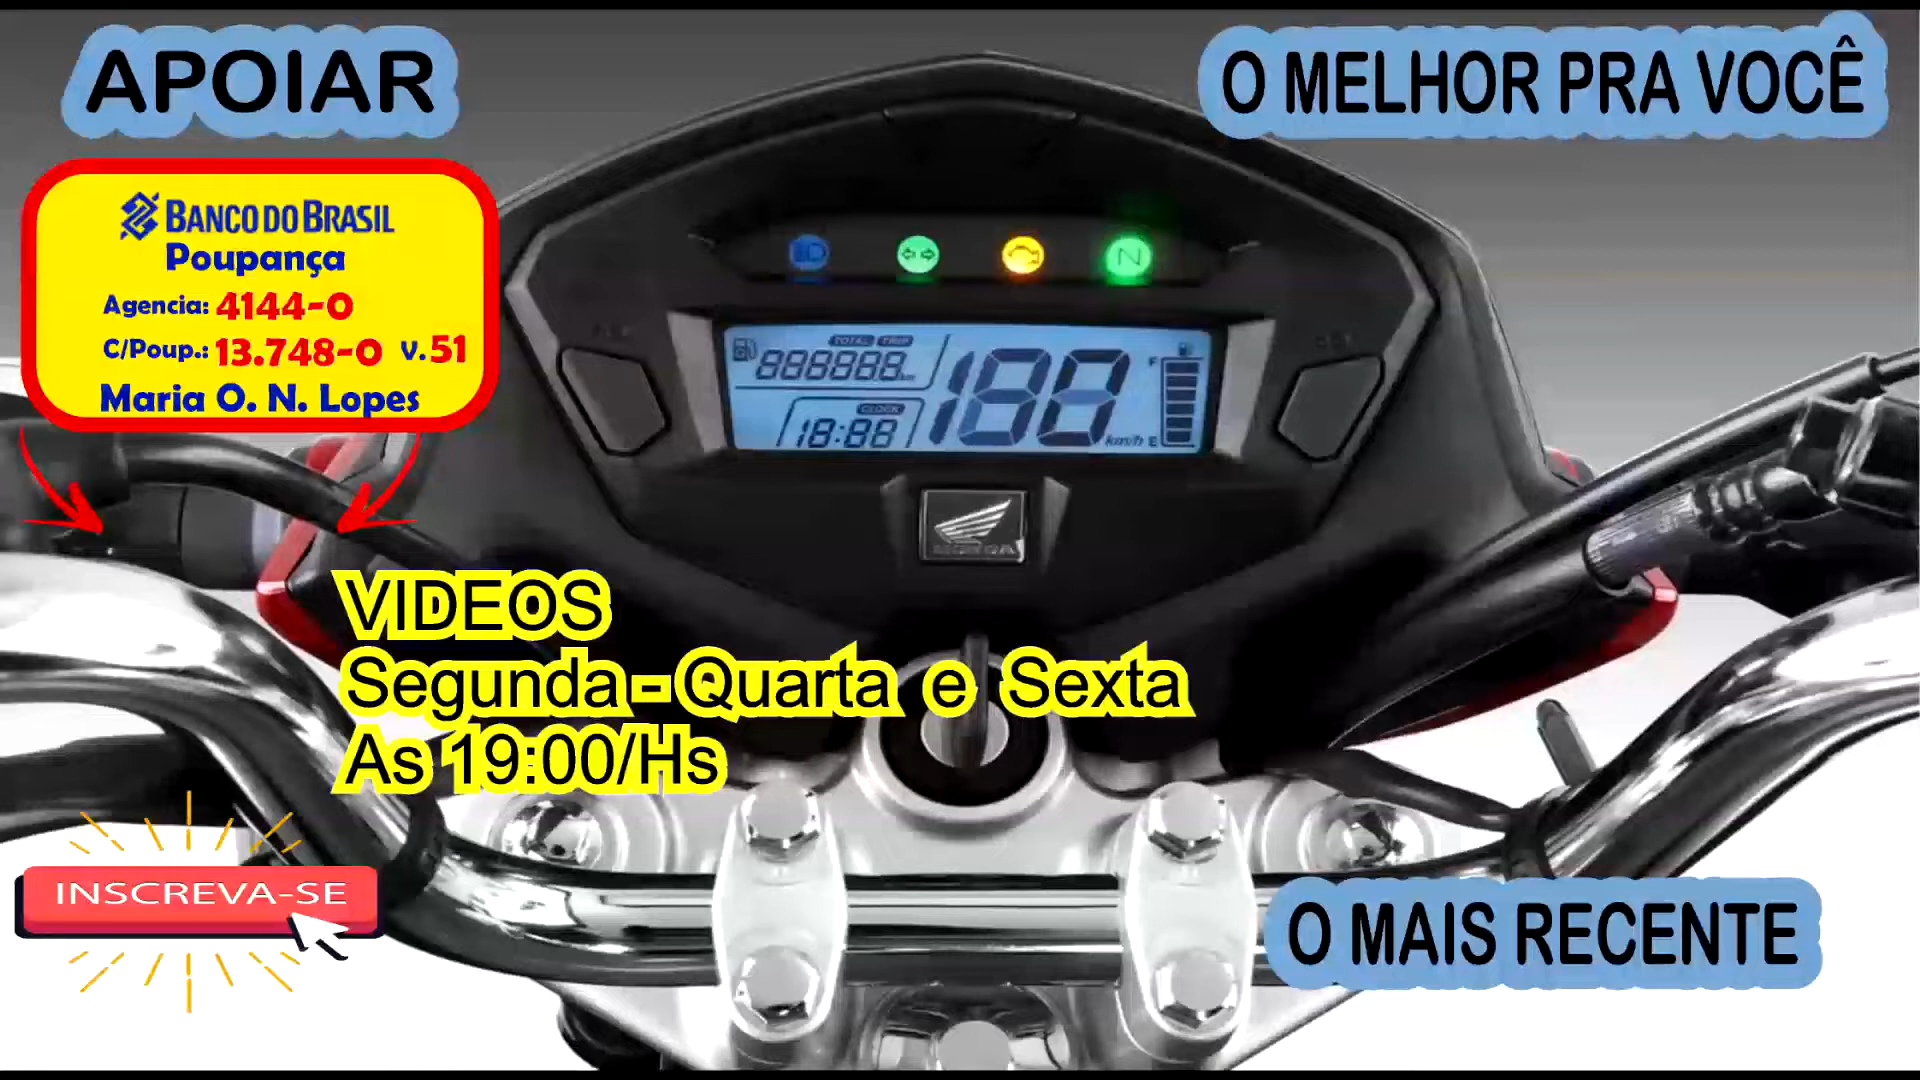 APOIAR
O MELHOR PRA VOCÊ
BANCO DO BRASIL
Poupança
Agencia: 4144-0
C/Poup.: 13.748-0 v.51
Maria O. N. Lopes
N
TOTAL TRIP
888888
188
F
CLOCK
18:88
km/h E
HONDA
VIDEOS
Segunda-Quarta e Sexta
As 19:00/Hs
INSCREVA-SE
O MAIS RECENTE